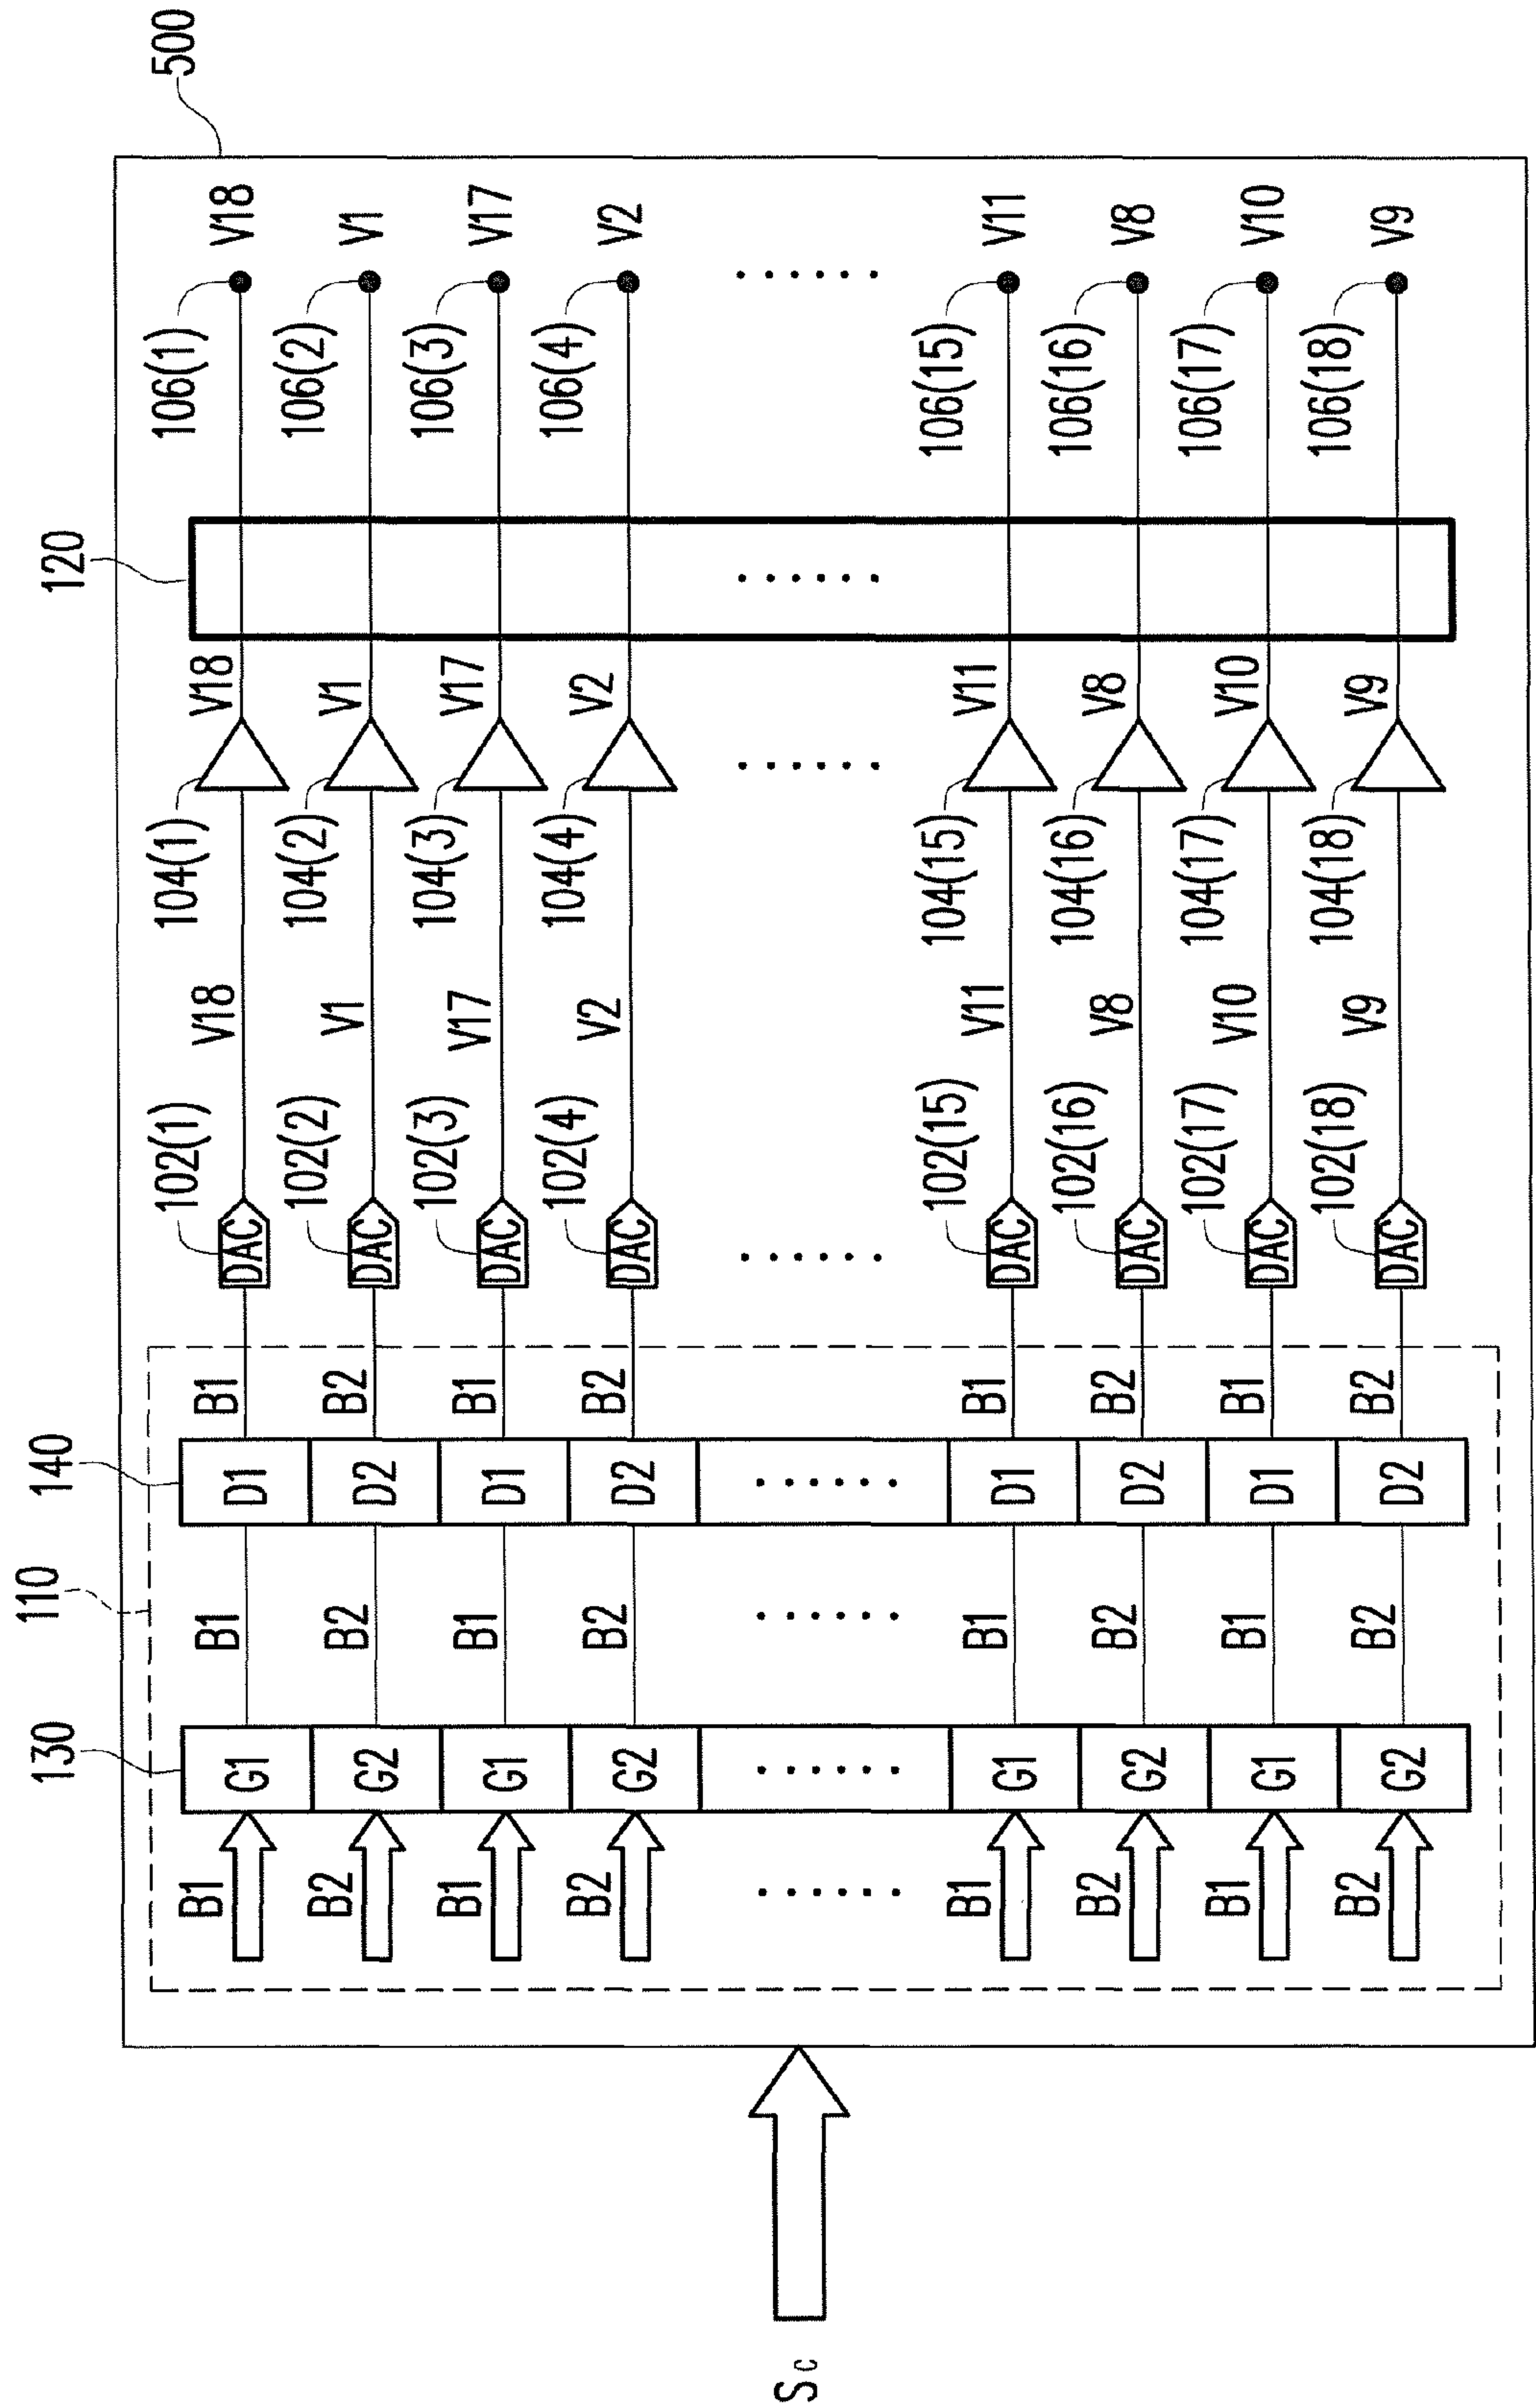 500
120
110
130
140
106(1) V18
106(2) V1
106(3) V17
106(4) V2
106(15) V11
106(16) V8
106(17) V10
106(18) V9
104(1) V18
104(2) V1
104(3) V17
104(4) V2
104(15) V11
104(16) V8
104(17) V10
104(18) V9
102(1) V18
102(2) V1
102(3) V17
102(4) V2
102(15) V11
102(16) V8
102(17) V10
102(18) V9
DAC
DAC
DAC
DAC
DAC
DAC
DAC
DAC
B1 B2 B1 B2 B1 B2 B1 B2
D1 D2 D1 D2 D1 D2 D1 D2
B1 B2 B1 B2 B1 B2 B1 B2
G1 G2 G1 G2 G1 G2 G1 G2
B1 B2 B1 B2 B1 B2 B1 B2
Sc